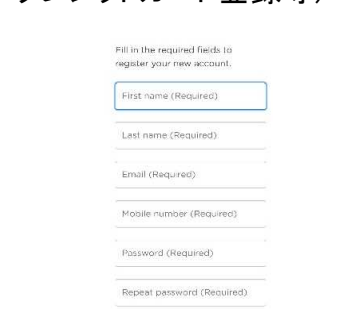 Fill in the required fields to
register your new account.
First name (Required)
Last name (Required)
Email (Required)
Mobile number (Required)
Password (Required)
Repeat password (Required)